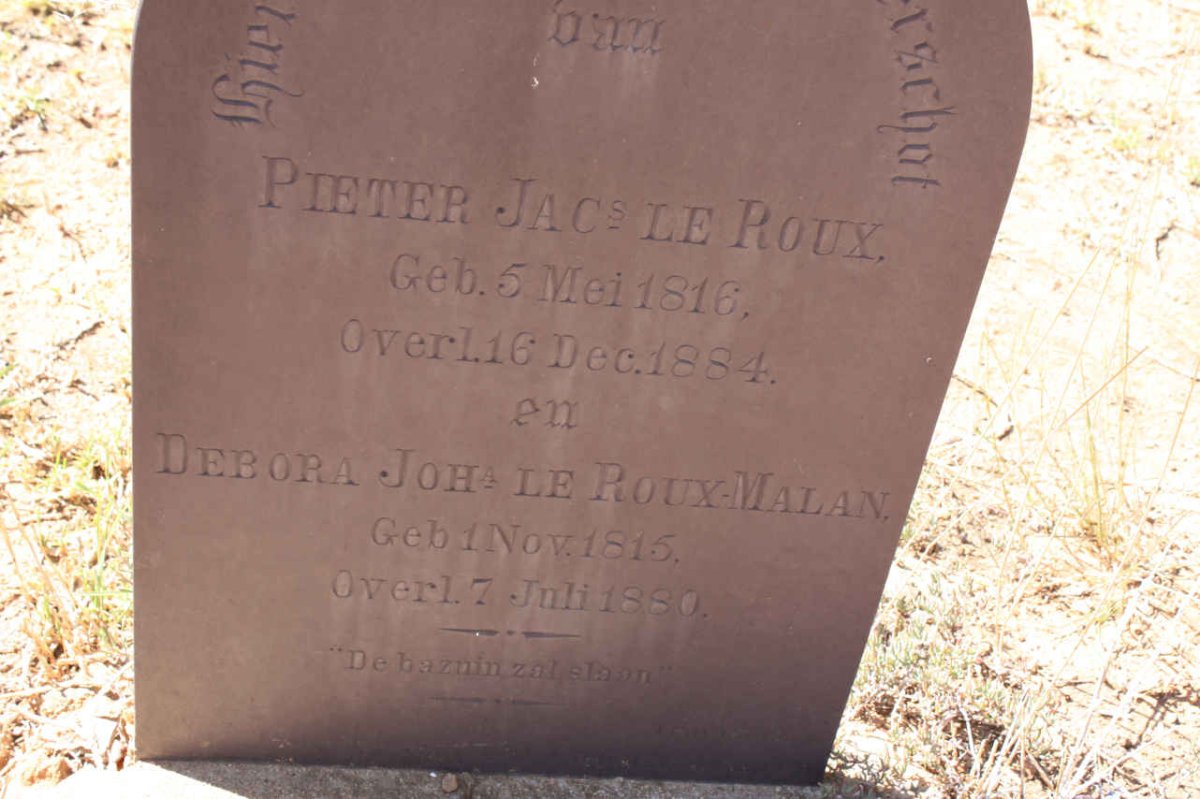 Hier
van
PIETER JACS LE ROUX,
Geb. 5 Mei 1816,
Overl. 16 Dec. 1884.
en
DEBORA JOHA LE ROUX-MALAN,
Geb 1 Nov. 1815,
Overl. 7 Juli 1880.
"De bazuin zal slaan"